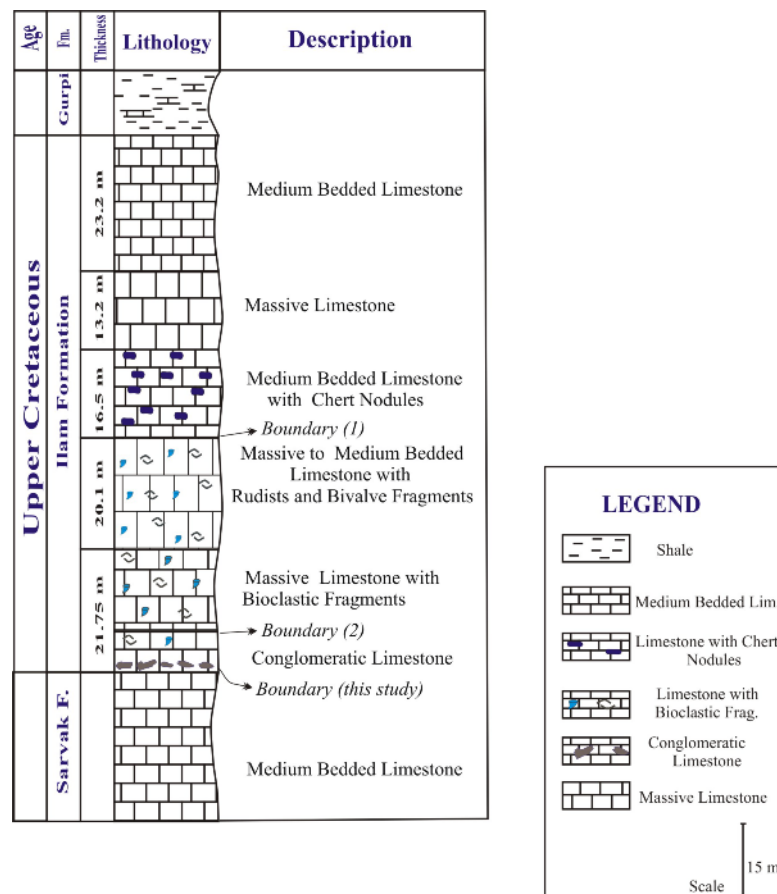 Age
Fm.
Thickness
Lithology
Description
Gurpi
Upper Cretaceous
Ilam Formation
23.2 m
Medium Bedded Limestone
13.2 m
Massive Limestone
16.5 m
Medium Bedded Limestone
with Chert Nodules
Boundary (1)
20.1 m
Massive to Medium Bedded
Limestone with
Rudists and Bivalve Fragments
21.75 m
Massive Limestone with
Bioclastic Fragments
Boundary (2)
Conglomeratic Limestone
Boundary (this study)
Sarvak F.
Medium Bedded Limestone
LEGEND
Shale
Medium Bedded Lim
Limestone with Chert
Nodules
Limestone with
Bioclastic Frag.
Conglomeratic
Limestone
Massive Limestone
15 m
Scale